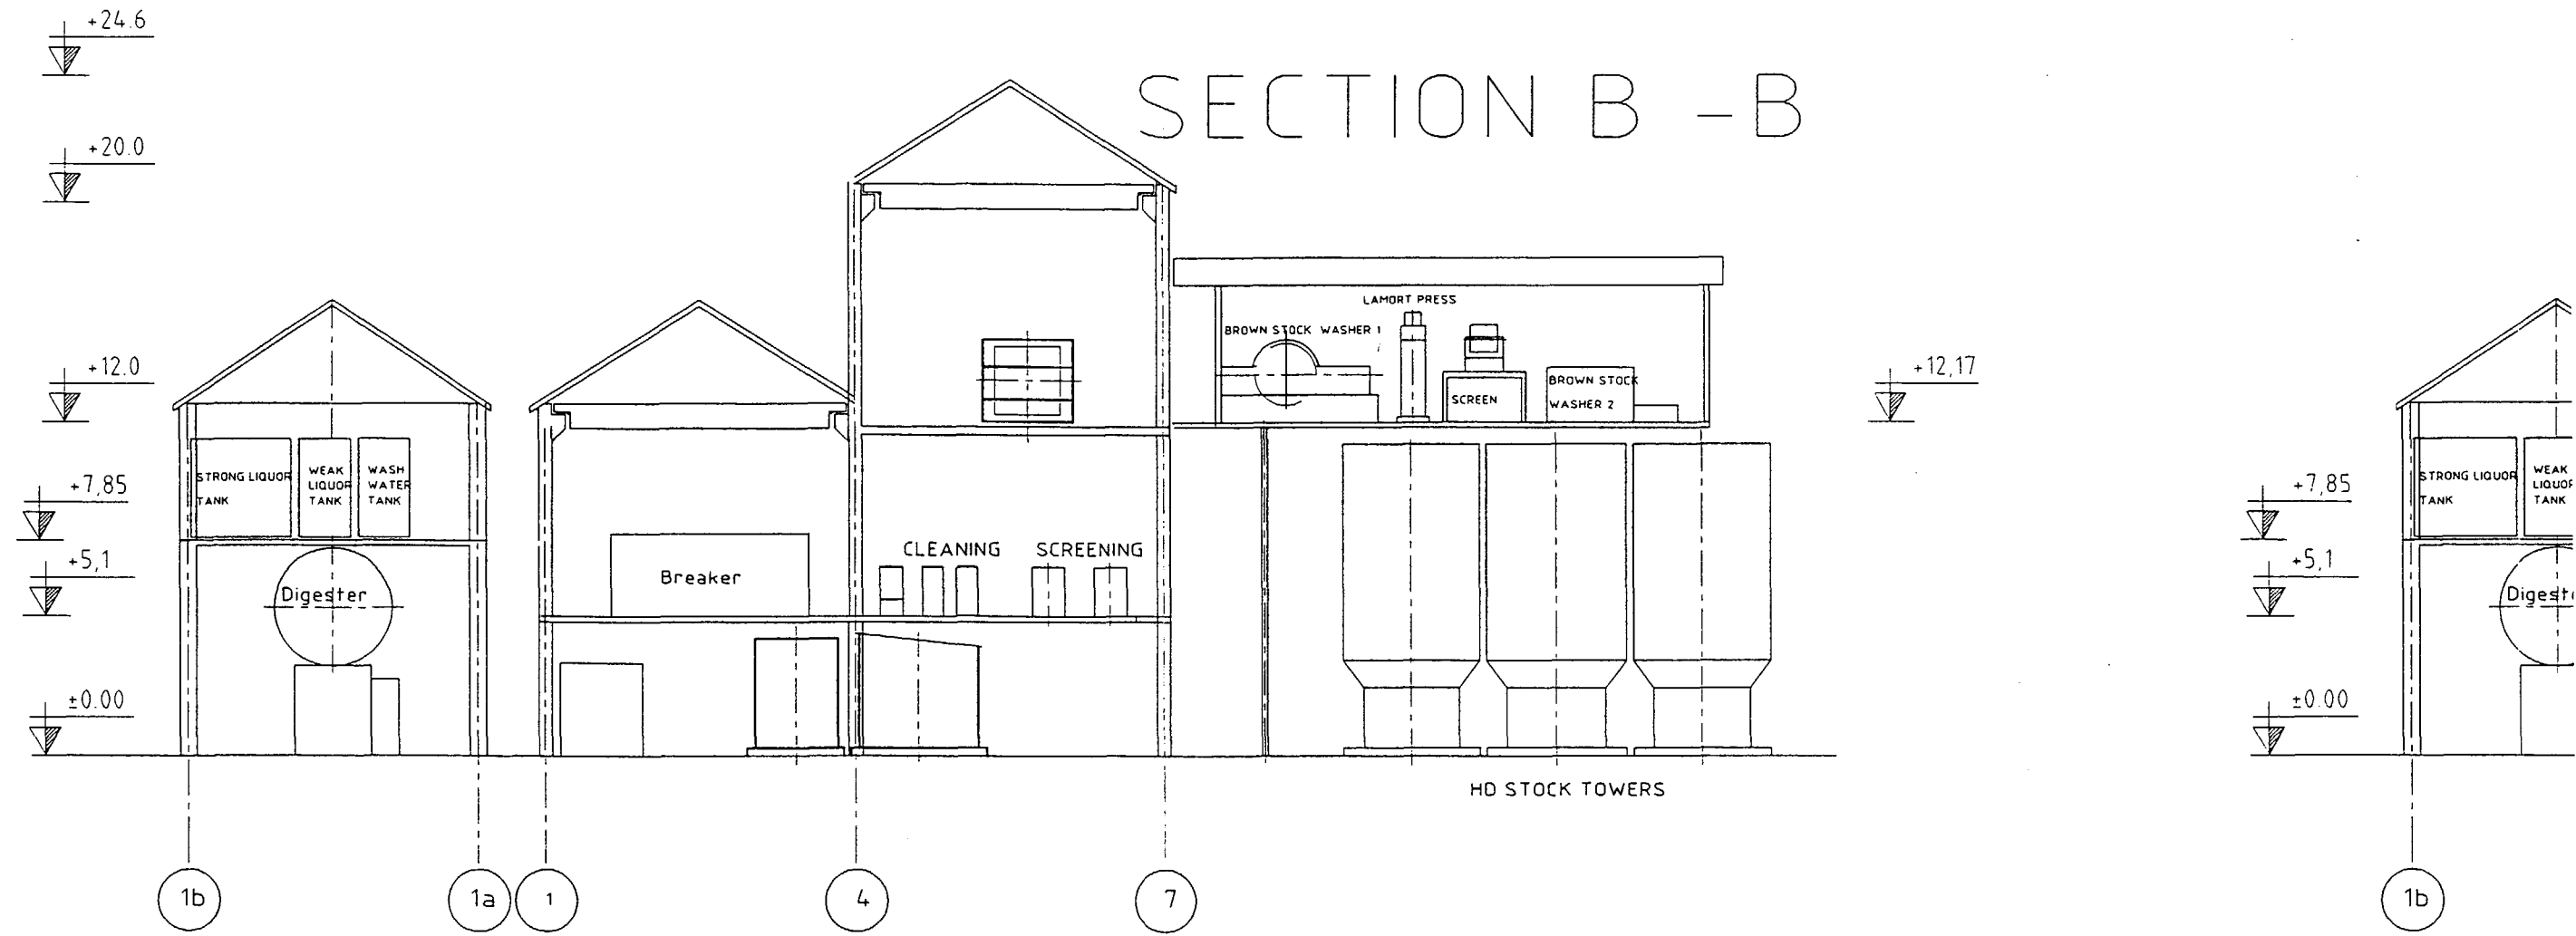 +24.6
SECTION B - B
+20.0
LAMORT PRESS
BROWN STOCK WASHER 1
+12.0
+12,17
BROWN STOCK
WASHER 2
SCREEN
STRONG LIQUOR
TANK
WEAK
LIQUOR
TANK
WASH
WATER
TANK
+7,85
CLEANING
SCREENING
Breaker
+5,1
Digester
±0.00
HD STOCK TOWERS
1b
1a
1
4
7
+7,85
STRONG LIQUOR
TANK
WEAK
LIQUOR
TANK
+5,1
Digeste
±0.00
1b